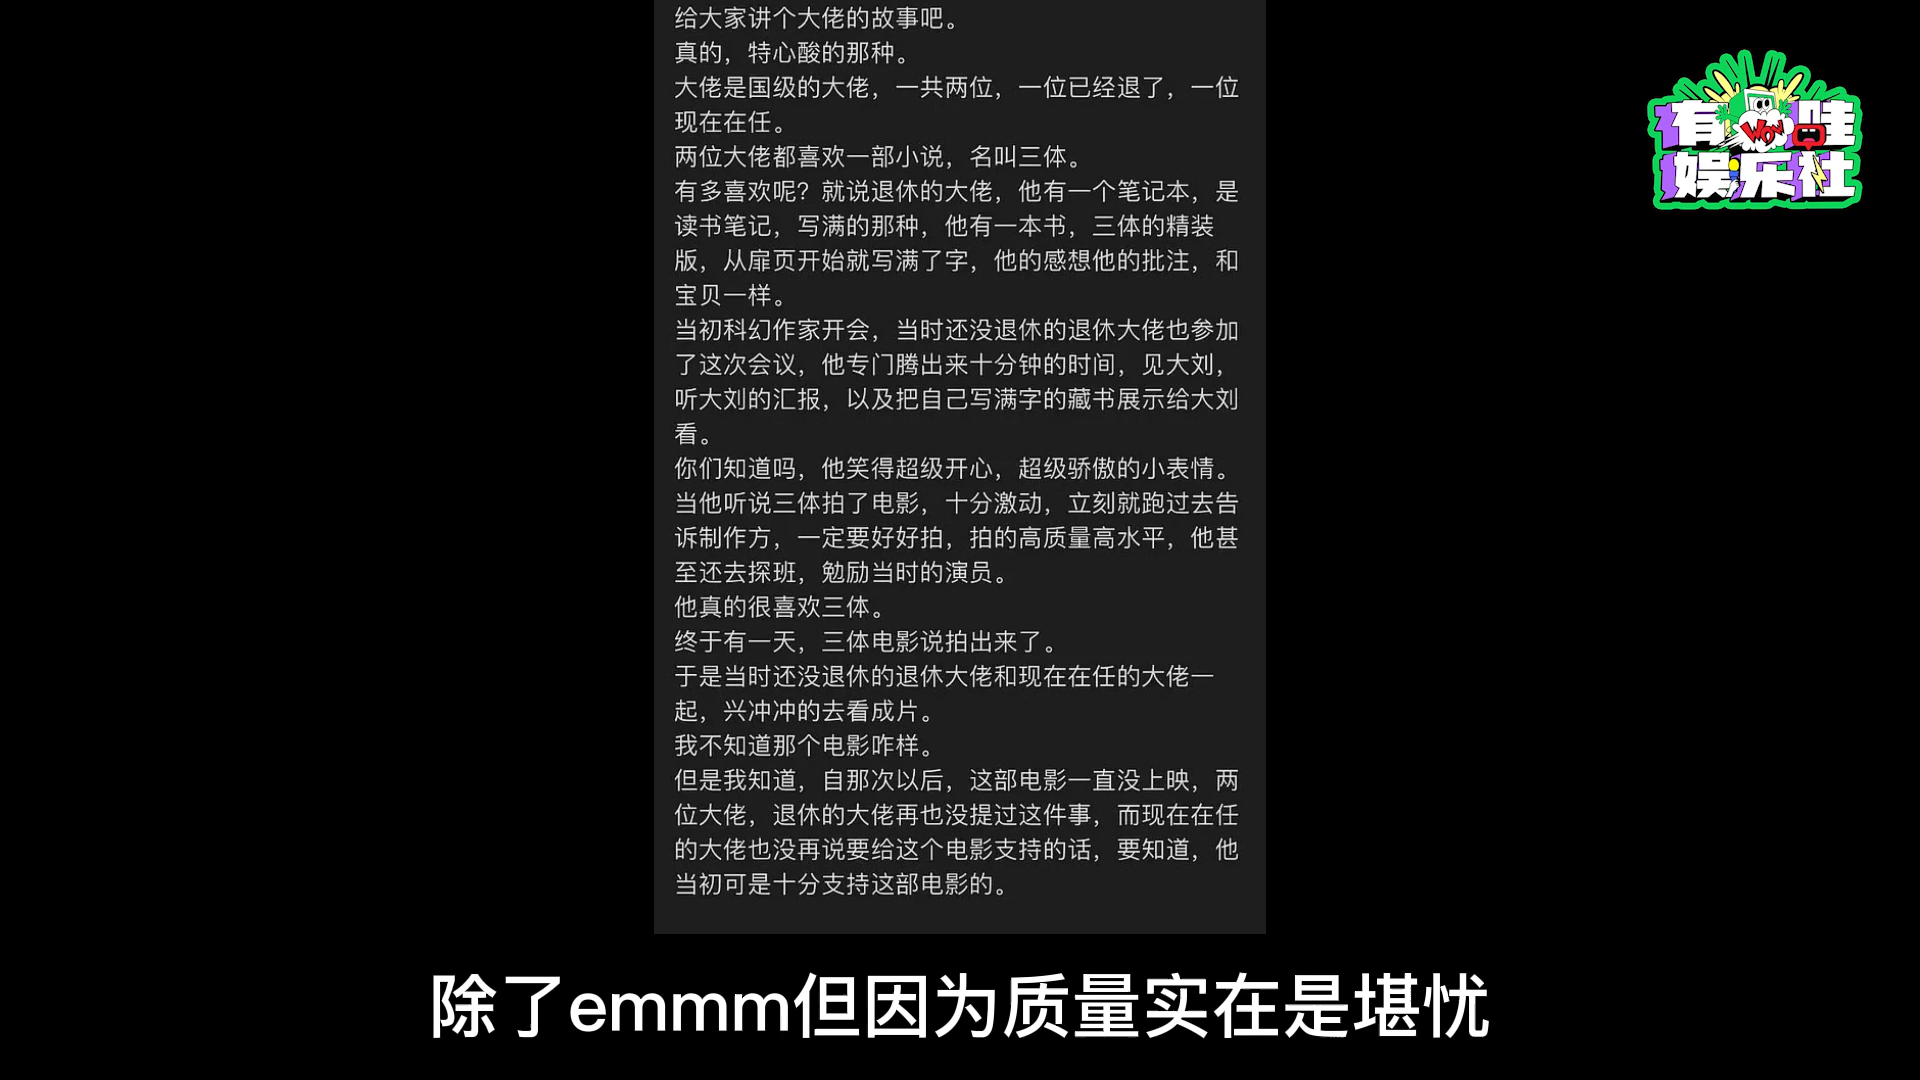 给大家讲个大佬的故事吧。
真的，特心酸的那种。
大佬是国级的大佬，一共两位，一位已经退了，一位
现在在任。
两位大佬都喜欢一部小说，名叫三体。
有多喜欢呢？就说退休的大佬，他有一个笔记本，是
读书笔记，写满的那种，他有一本书，三体的精装
版，从扉页开始就写满了字，他的感想他的批注，和
宝贝一样。
当初科幻作家开会，当时还没退休的退休大佬也参加
了这次会议，他专门腾出来十分钟的时间，见大刘，
听大刘的汇报，以及把自己写满字的藏书展示给大刘
看。
你们知道吗，他笑得超级开心，超级骄傲的小表情。
当他听说三体拍了电影，十分激动，立刻就跑过去告
诉制作方，一定要好好拍，拍的高质量高水平，他甚
至还去探班，勉励当时的演员。
他真的很喜欢三体。
终于有一天，三体电影说拍出来了。
于是当时还没退休的退休大佬和现在在任的大佬一
起，兴冲冲的去看成片。
我不知道那个电影咋样。
但是我知道，自那次以后，这部电影一直没上映，两
位大佬，退休的大佬再也没提过这件事，而现在在任
的大佬也没再说要给这个电影支持的话，要知道，他
当初可是十分支持这部电影的。
有 WOW 哇
娱乐社
除了emmm但因为质量实在是堪忧